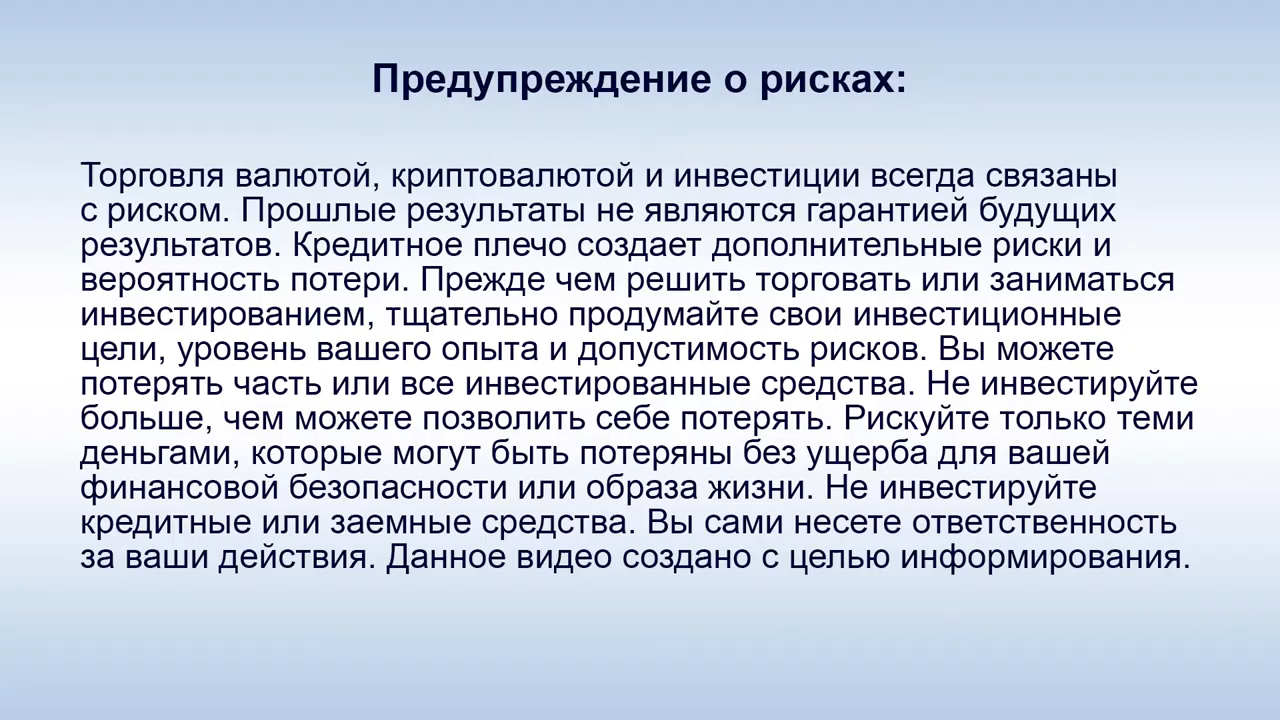 Предупреждение о рисках:
Торговля валютой, криптовалютой и инвестиции всегда связаны
с риском. Прошлые результаты не являются гарантией будущих
результатов. Кредитное плечо создает дополнительные риски и
вероятность потери. Прежде чем решить торговать или заниматься
инвестированием, тщательно продумайте свои инвестиционные
цели, уровень вашего опыта и допустимость рисков. Вы можете
потерять часть или все инвестированные средства. Не инвестируйте
больше, чем можете позволить себе потерять. Рискуйте только теми
деньгами, которые могут быть потеряны без ущерба для вашей
финансовой безопасности или образа жизни. Не инвестируйте
кредитные или заемные средства. Вы сами несете ответственность
за ваши действия. Данное видео создано с целью информирования.